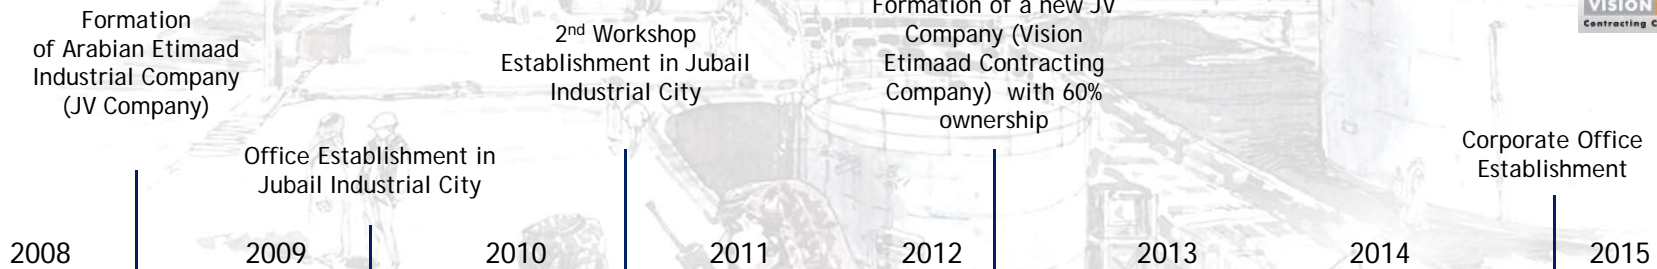 Formation
of Arabian Etimaad
Industrial Company
(JV Company)
Office Establishment in
Jubail Industrial City
2nd Workshop
Establishment in Jubail
Industrial City
Formation of a new JV
Company (Vision
Etimaad Contracting
Company) with 60%
ownership
VISION
Contracting C
Corporate Office
Establishment
2008 2009 2010 2011 2012 2013 2014 2015